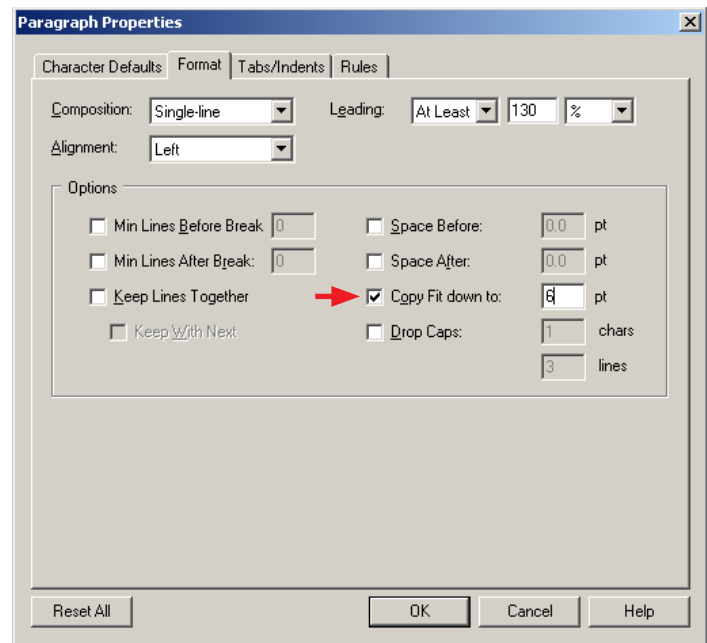 Paragraph Properties
Character Defaults Format Tabs/Indents Rules
Composition: Single-line Leading: At Least 130 %
Alignment: Left
Options
Min Lines Before Break 0 Space Before: 0.0 pt
Min Lines After Break: 0 Space After: 0.0 pt
Keep Lines Together Copy Fit down to: 6 pt
Keep With Next Drop Caps: 1 chars
3 lines
Reset All OK Cancel Help